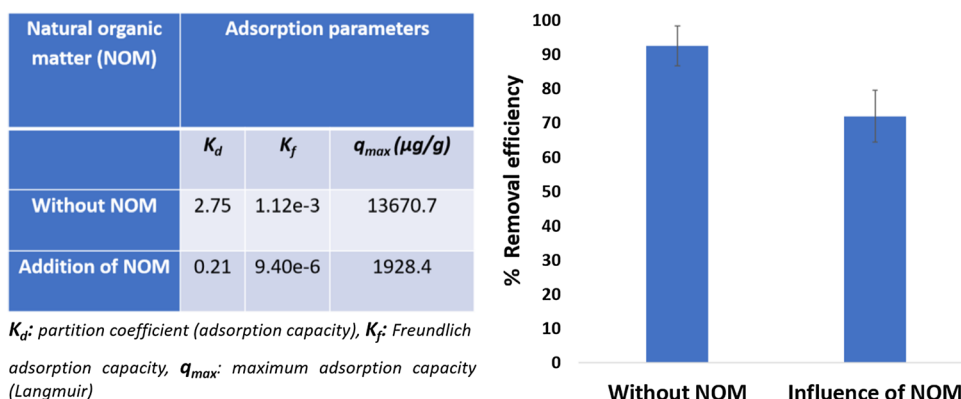 Natural organic matter (NOM)
Adsorption parameters
Kd Kf qmax (µg/g)
Without NOM 2.75 1.12e-3 13670.7
Addition of NOM 0.21 9.40e-6 1928.4
Kd: partition coefficient (adsorption capacity), Kf: Freundlich
adsorption capacity, qmax: maximum adsorption capacity
(Langmuir)
% Removal efficiency
100
90
80
70
60
50
40
30
20
10
0
Without NOM Influence of NOM